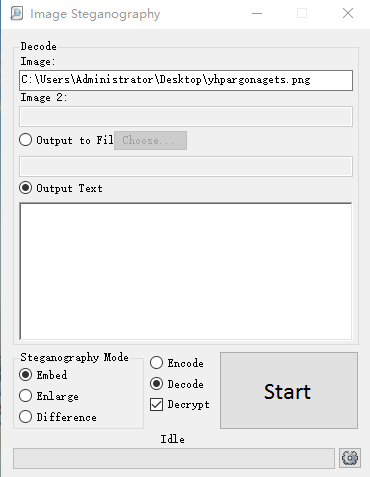 Image Steganography
Decode
Image:
C:\Users\Administrator\Desktop\yhpargonagets.png
Image 2:
Output to Fil
Choose...
Output Text
Steganography Mode
Embed
Enlarge
Difference
Encode
Decode
Decrypt
Start
Idle